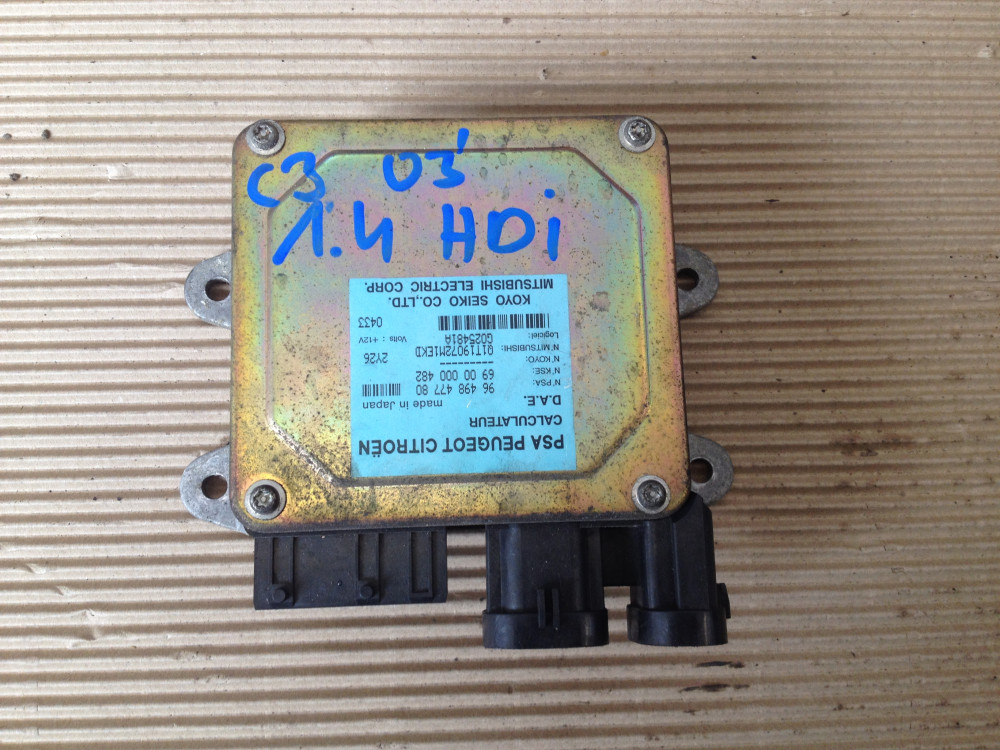 C3 03'
1.4 HDi
PSA PEUGEOT CITROËN
CALCULATEUR
D.A.E. made in Japan
N°PSA: 96 498 477 80
N°KSE: 69 00 000 482
N°KOYO: --------- 2Y26
N°MITSUBISHI: Q1T19072M1EKD
Logiciel: G025481A Volts : +12V
0433
KOYO SEIKO CO.,LTD.
MITSUBISHI ELECTRIC CORP.